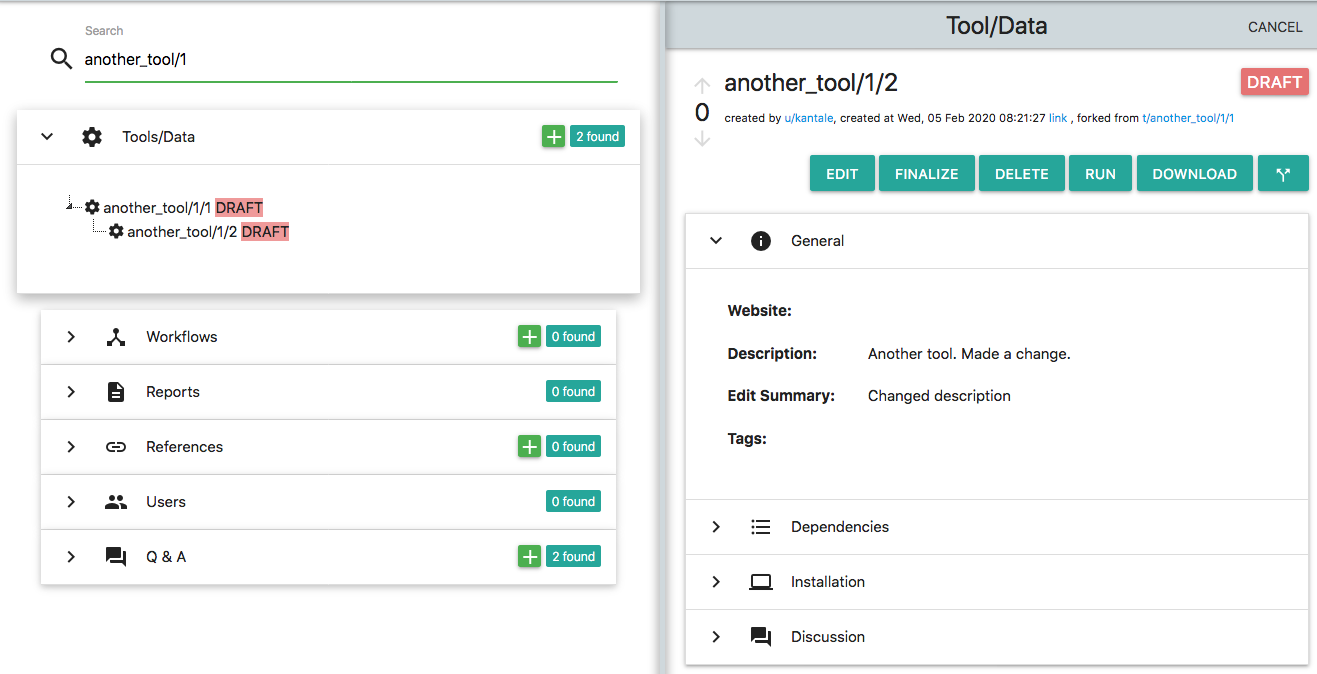 Search
another_tool/1
Tools/Data
2 found
another_tool/1/1 DRAFT
another_tool/1/2 DRAFT
Workflows
0 found
Reports
0 found
References
0 found
Users
0 found
Q & A
2 found
Tool/Data
CANCEL
another_tool/1/2
DRAFT
0
created by u/kantale, created at Wed, 05 Feb 2020 08:21:27 link , forked from t/another_tool/1/1
EDIT
FINALIZE
DELETE
RUN
DOWNLOAD
General
Website:
Description: Another tool. Made a change.
Edit Summary: Changed description
Tags:
Dependencies
Installation
Discussion